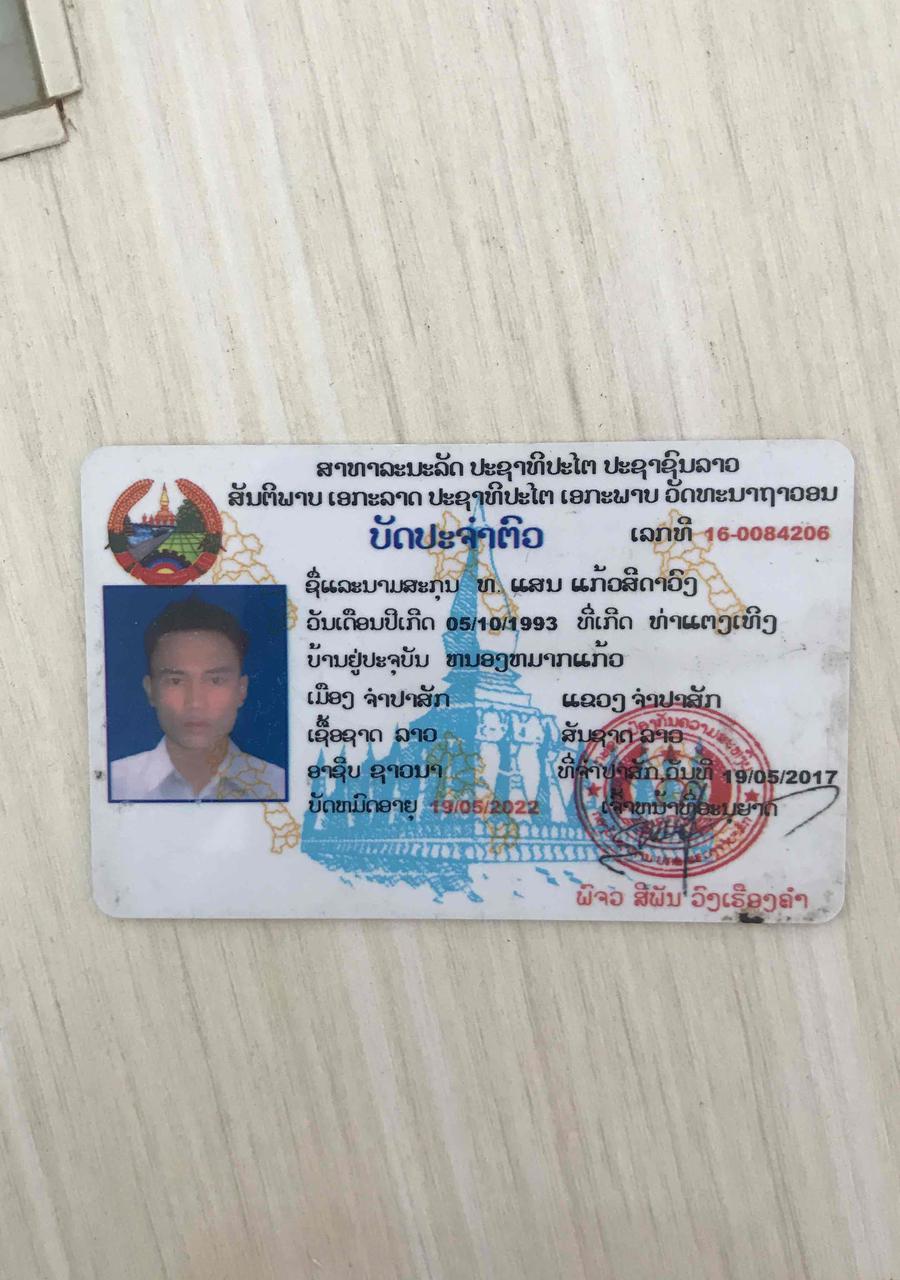 ສາທາລະນະລັດ ປະຊາທິປະໄຕ ປະຊາຊົນລາວ
ສັນຕິພາບ ເອກະລາດ ປະຊາທິປະໄຕ ເອກະພາບ ວັດທະນາຖາວອນ
ບັດປະຈຳຕົວ ເລກທີ 16-0084206
ຊື່ແລະນາມສະກຸນ ທ. ແສນ ແກ້ວສີດາວົງ
ວັນເດືອນປີເກີດ 05/10/1993 ທີ່ເກີດ ທ່າແຕງເທິງ
ບ້ານຢູ່ປະຈຸບັນ ຫນອງຫມາກແກ້ວ
ເມືອງ ຈຳປາສັກ ແຂວງ ຈຳປາສັກ
ເຊື້ອຊາດ ລາວ ສັນຊາດ ລາວ
ອາຊີບ ຊາວນາ ທີ່ຈຳປາສັກ, ວັນທີ 19/05/2017
ບັດຫມົດອາຍຸ 19/05/2022 ເຈົ້າຫນ້າທີ່ອະນຸຍາດ
ພົຈວ ສີພັນ ວົງເຮືອງຄຳ